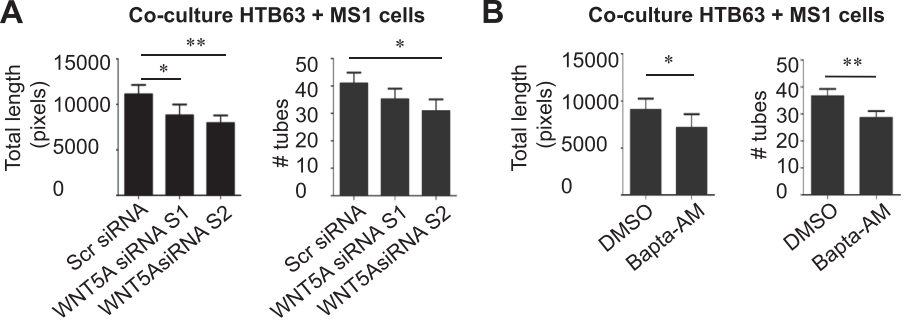 A
Co-culture HTB63 + MS1 cells
B
Co-culture HTB63 + MS1 cells
Total length
(pixels)
15000
10000
5000
0
**
*
Scr siRNA
WNT5A siRNA S1
WNT5AsiRNA S2
# tubes
50
40
30
20
10
0
*
Scr siRNA
WNT5A siRNA S1
WNT5AsiRNA S2
Total length
(pixels)
15000
10000
5000
0
*
DMSO
Bapta-AM
# tubes
50
40
30
20
10
0
**
DMSO
Bapta-AM